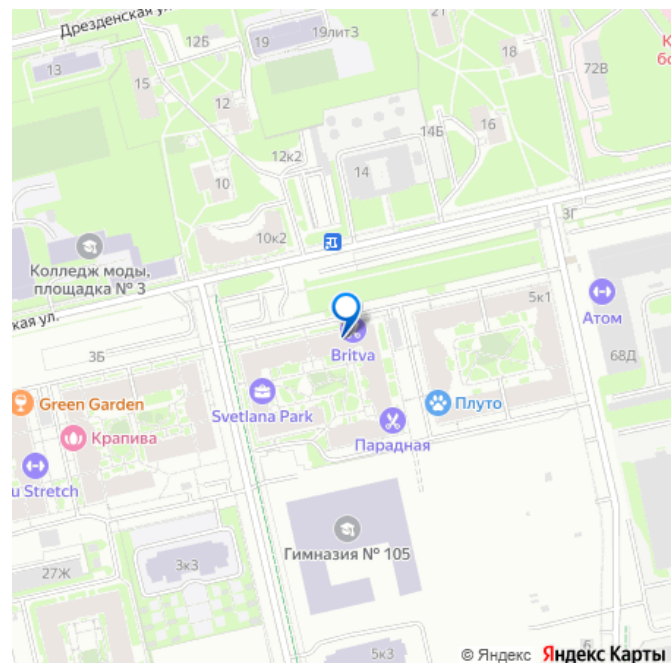 Дрезденская ул.
13
12Б
19
19лит3
21
15
12
18
72В
К
бо
16
14Б
12к2
14
10
3Г
10к2
Колледж моды,
площадка № 3
кая ул.
5к1
Атом
68Д
3Б
Britva
Green Garden
Svetlana Park
Плуто
Крапива
Парадная
u Stretch
Гимназия № 105
3к3
27Ж
5к3
Б
© Яндекс Яндекс Карты